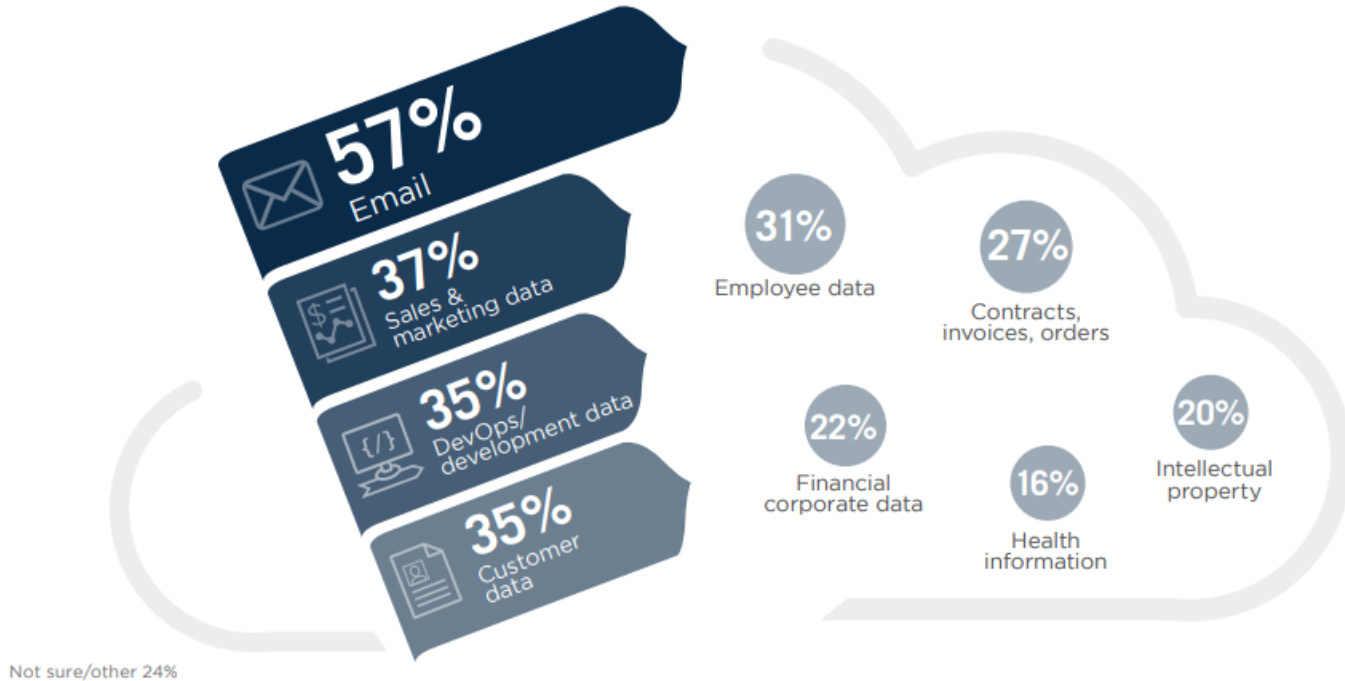 57%
Email
37%
Sales &
marketing data
35%
DevOps/
development data
{/}
35%
Customer
data
$
31%
Employee data
27%
Contracts,
invoices, orders
22%
Financial
corporate data
16%
Health
information
20%
Intellectual
property
Not sure/other 24%